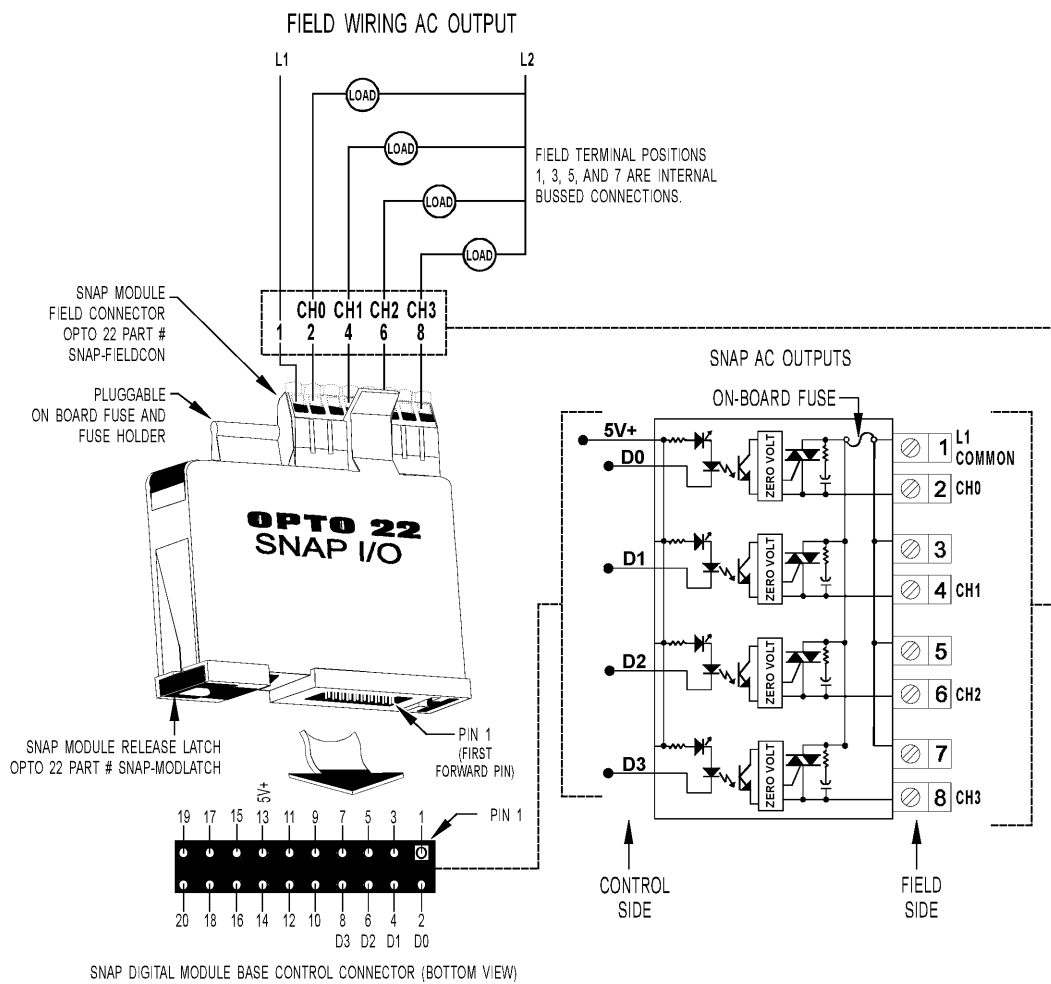 FIELD WIRING AC OUTPUT
L1
L2
LOAD
LOAD
LOAD
LOAD
FIELD TERMINAL POSITIONS
1, 3, 5, AND 7 ARE INTERNAL
BUSSED CONNECTIONS.
SNAP MODULE
FIELD CONNECTOR
OPTO 22 PART #
SNAP-FIELDCON
CH0 CH1 CH2 CH3
1 2 4 6 8
PLUGGABLE
ON BOARD FUSE AND
FUSE HOLDER
OPTO 22
SNAP I/O
PIN 1
(FIRST
FORWARD PIN)
SNAP MODULE RELEASE LATCH
OPTO 22 PART # SNAP-MODLATCH
5V+
19 17 15 13 11 9 7 5 3 1
PIN 1
20 18 16 14 12 10 8 6 4 2
D3 D2 D1 D0
SNAP DIGITAL MODULE BASE CONTROL CONNECTOR (BOTTOM VIEW)
SNAP AC OUTPUTS
ON-BOARD FUSE
5V+
D0
ZERO VOLT
1 L1
COMMON
2 CH0
D1
ZERO VOLT
3
4 CH1
D2
ZERO VOLT
5
6 CH2
D3
ZERO VOLT
7
8 CH3
CONTROL
SIDE
FIELD
SIDE